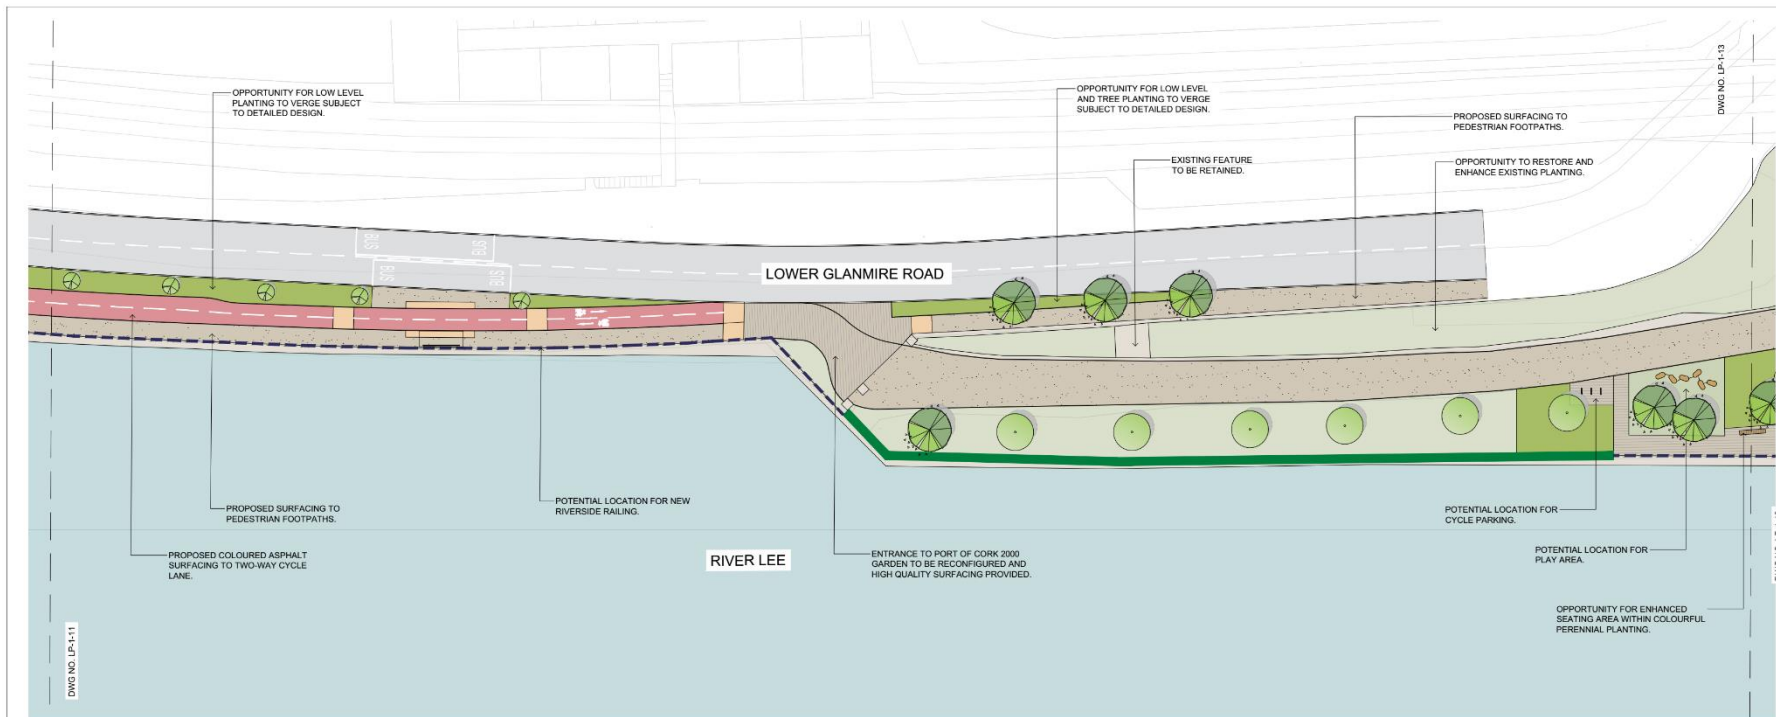 OPPORTUNITY FOR LOW LEVEL
PLANTING TO VERGE SUBJECT
TO DETAILED DESIGN.
OPPORTUNITY FOR LOW LEVEL
AND TREE PLANTING TO VERGE
SUBJECT TO DETAILED DESIGN.
PROPOSED SURFACING TO
PEDESTRIAN FOOTPATHS.
EXISTING FEATURE
TO BE RETAINED.
OPPORTUNITY TO RESTORE AND
ENHANCE EXISTING PLANTING.
DWG NO. LP-1-13
BUS
BUS
BUS
BUS
LOWER GLANMIRE ROAD
PROPOSED SURFACING TO
PEDESTRIAN FOOTPATHS.
POTENTIAL LOCATION FOR NEW
RIVERSIDE RAILING.
PROPOSED COLOURED ASPHALT
SURFACING TO TWO-WAY CYCLE
LANE.
RIVER LEE
ENTRANCE TO PORT OF CORK 2000
GARDEN TO BE RECONFIGURED AND
HIGH QUALITY SURFACING PROVIDED.
POTENTIAL LOCATION FOR
CYCLE PARKING.
POTENTIAL LOCATION FOR
PLAY AREA.
OPPORTUNITY FOR ENHANCED
SEATING AREA WITHIN COLOURFUL
PERENNIAL PLANTING.
DWG NO. LP-1-11